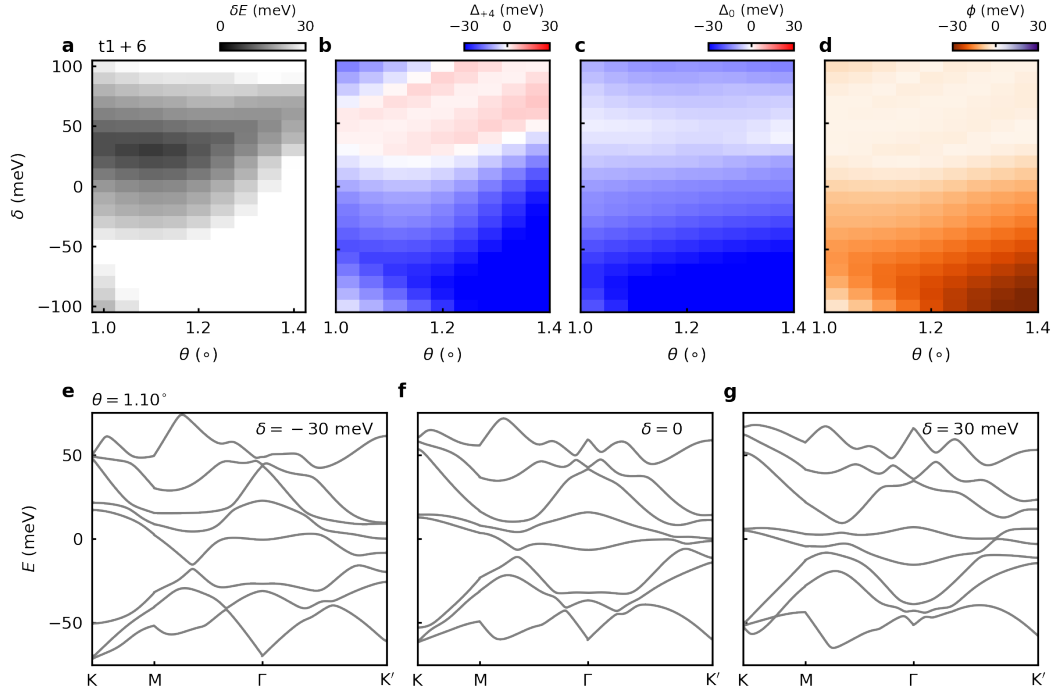 δE (meV)
0 30
Δ+4 (meV)
−30 0 30
Δ0 (meV)
−30 0 30
ϕ (meV)
−30 0 30
a t1+6 b c d
100
50
0
−50
−100
δ (meV)
1.0 1.2 1.4
θ (∘)
1.0 1.2 1.4
θ (∘)
1.0 1.2 1.4
θ (∘)
1.0 1.2 1.4
θ (∘)
e f g
θ = 1.10∘
δ = −30 meV
δ = 0
δ = 30 meV
50
0
−50
E (meV)
K M Γ K′
K M Γ K′
K M Γ K′